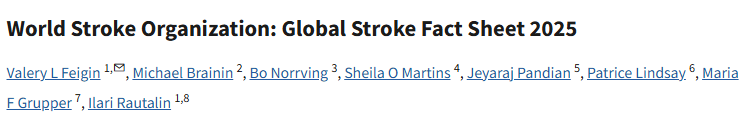 World Stroke Organization: Global Stroke Fact Sheet 2025
Valery L Feigin 1,✉, Michael Brainin 2, Bo Norrving 3, Sheila O Martins 4, Jeyaraj Pandian 5, Patrice Lindsay 6, Maria
F Grupper 7, Ilari Rautalin 1,8